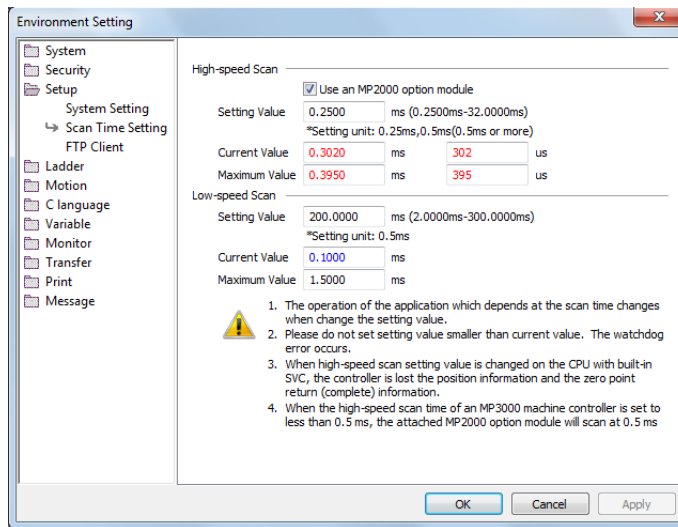 Environment Setting
System
Security
Setup
System Setting
Scan Time Setting
FTP Client
Ladder
Motion
C language
Variable
Monitor
Transfer
Print
Message
High-speed Scan
Use an MP2000 option module
Setting Value 0.2500 ms (0.2500ms-32.0000ms)
*Setting unit: 0.25ms,0.5ms(0.5ms or more)
Current Value 0.3020 ms 302 us
Maximum Value 0.3950 ms 395 us
Low-speed Scan
Setting Value 200.0000 ms (2.0000ms-300.0000ms)
*Setting unit: 0.5ms
Current Value 0.1000 ms
Maximum Value 1.5000 ms
1. The operation of the application which depends at the scan time changes
when change the setting value.
2. Please do not set setting value smaller than current value. The watchdog
error occurs.
3. When high-speed scan setting value is changed on the CPU with built-in
SVC, the controller is lost the position information and the zero point
return (complete) information.
4. When the high-speed scan time of an MP3000 machine controller is set to
less than 0.5 ms, the attached MP2000 option module will scan at 0.5 ms
OK Cancel Apply